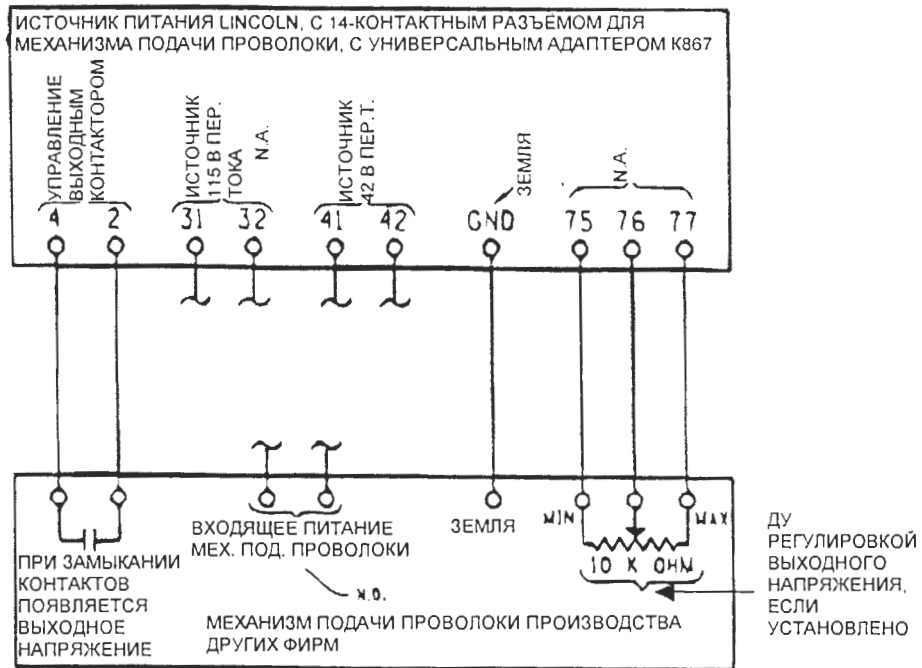 ИСТОЧНИК ПИТАНИЯ LINCOLN, С 14-КОНТАКТНЫМ РАЗЪЁМОМ ДЛЯ
МЕХАНИЗМА ПОДАЧИ ПРОВОЛОКИ, С УНИВЕРСАЛЬНЫМ АДАПТЕРОМ К867
УПРАВЛЕНИЕ
ВЫХОДНЫМ
КОНТАКТОРОМ
ИСТОЧНИК
115 В ПЕР.
ТОКА
N.A.
ИСТОЧНИК
42 В ПЕР.Т.
ЗЕМЛЯ
N.A.
4 2 31 32 41 42 GND 75 76 77
ВХОДЯЩЕЕ ПИТАНИЕ
МЕХ. ПОД. ПРОВОЛОКИ
ЗЕМЛЯ
MIN
MAX
10 K OHM
ПРИ ЗАМЫКАНИИ
КОНТАКТОВ
ПОЯВЛЯЕТСЯ
ВЫХОДНОЕ
НАПРЯЖЕНИЕ
МЕХАНИЗМ ПОДАЧИ ПРОВОЛОКИ ПРОИЗВОДСТВА
ДРУГИХ ФИРМ
ДУ
РЕГУЛИРОВКОЙ
ВЫХОДНОГО
НАПРЯЖЕНИЯ,
ЕСЛИ
УСТАНОВЛЕНО